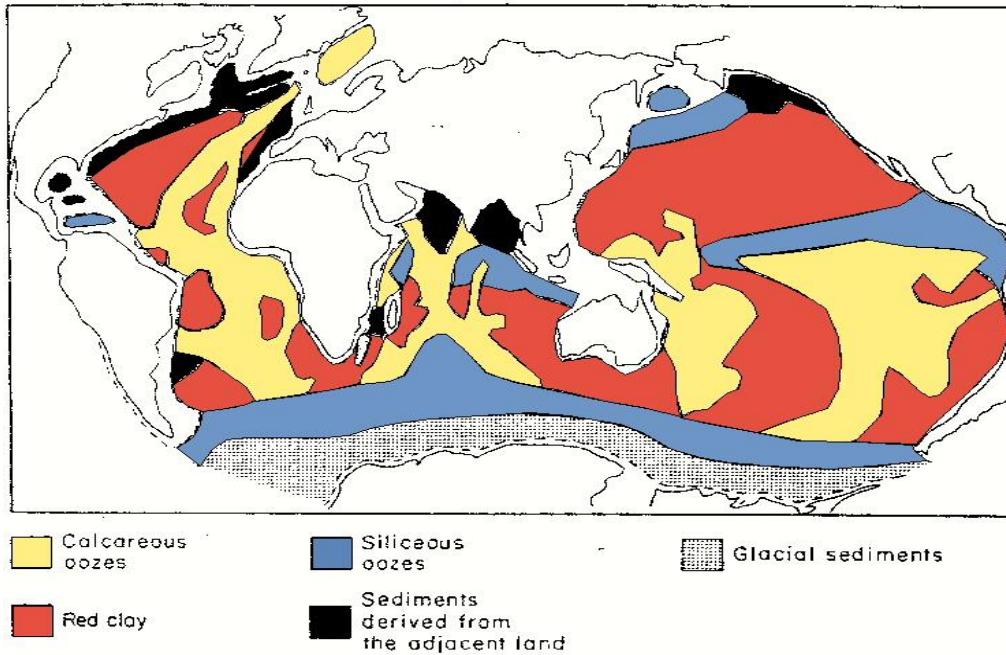 Calcareous
oozes
Siliceous
oozes
Glacial sediments
Red clay
Sediments
derived from
the adjacent land